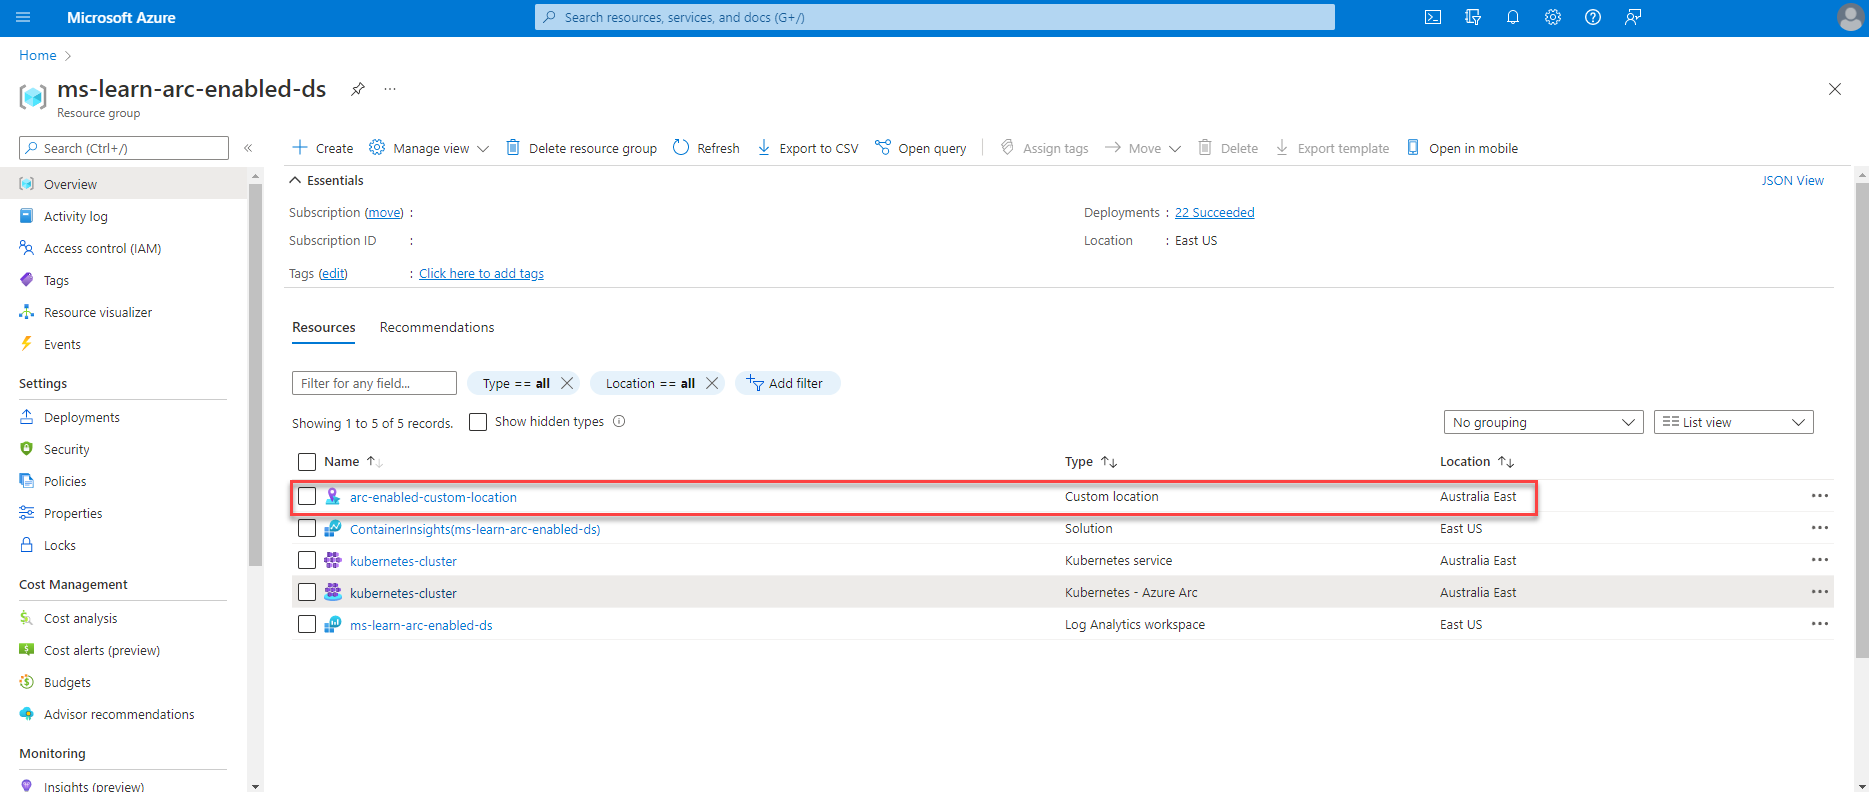 Microsoft Azure
Search resources, services, and docs (G+/)
Home
ms-learn-arc-enabled-ds
Resource group
Search (Ctrl+/)
Create Manage view Delete resource group Refresh Export to CSV Open query Assign tags Move Delete Export template Open in mobile
Overview
Activity log
Access control (IAM)
Tags
Resource visualizer
Events
Settings
Deployments
Security
Policies
Properties
Locks
Cost Management
Cost analysis
Cost alerts (preview)
Budgets
Advisor recommendations
Monitoring
Insights (preview)
Essentials
JSON View
Subscription (move) :
Deployments : 22 Succeeded
Subscription ID :
Location : East US
Tags (edit) : Click here to add tags
Resources Recommendations
Filter for any field... Type == all Location == all Add filter
Showing 1 to 5 of 5 records. Show hidden types No grouping List view
Name Type Location
arc-enabled-custom-location Custom location Australia East
ContainerInsights(ms-learn-arc-enabled-ds) Solution East US
kubernetes-cluster Kubernetes service Australia East
kubernetes-cluster Kubernetes - Azure Arc Australia East
ms-learn-arc-enabled-ds Log Analytics workspace East US